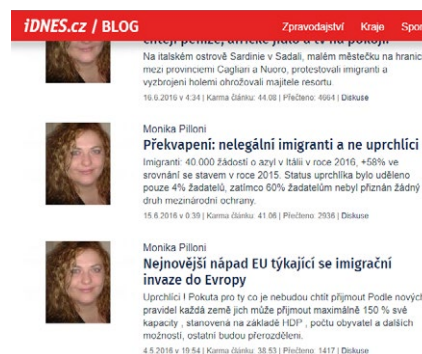 iDNES.cz / BLOG
Zpravodajství Kraje Spor
chtějí peníze, africké jídlo a tv na pokoji!
Na italském ostrově Sardinie v Sadali, malém městečku na hranic
mezi provinciemi Cagliari a Nuoro, protestovali imigranti a
vyzbrojeni holemi ohrožovali majitele resortu.
16.6.2016 v 4:34 | Karma článku: 44.08 | Přečteno: 4664 | Diskuse
Monika Pilloni
Překvapení: nelegální imigranti a ne uprchlíci
Imigranti: 40.000 žádostí o azyl v Itálii v roce 2016, +58% ve
srovnání se stavem v roce 2015. Status uprchlíka bylo uděleno
pouze 4% žadatelů, zatímco 60% žadatelům nebyl přiznán žádný
druh mezinárodní ochrany.
15.6.2016 v 0:39 | Karma článku: 41.06 | Přečteno: 2936 | Diskuse
Monika Pilloni
Nejnovější nápad EU týkající se imigrační
invaze do Evropy
Uprchlíci ! Pokuta pro ty co je nebudou chtít přijmout Podle nových
pravidel každá země jich může přijmout maximálně 150 % své
kapacity , stanovená na základě HDP , počtu obyvatel a dalších
možností, ostatní budou přerozděleni.
4.5.2016 v 19:54 | Karma článku: 38.53 | Přečteno: 1417 | Diskuse